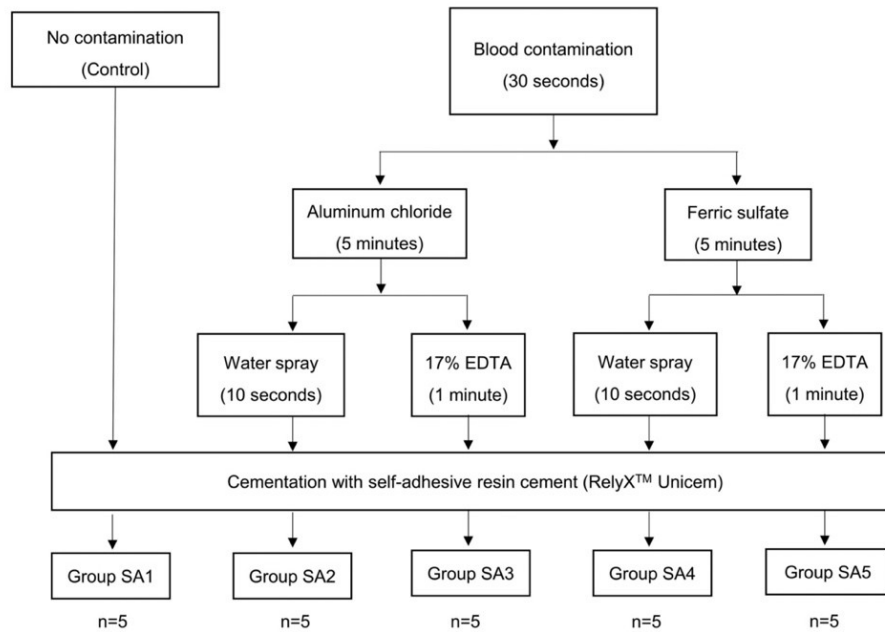 No contamination
(Control)
Blood contamination
(30 seconds)
Aluminum chloride
(5 minutes)
Ferric sulfate
(5 minutes)
Water spray
(10 seconds)
17% EDTA
(1 minute)
Water spray
(10 seconds)
17% EDTA
(1 minute)
Cementation with self-adhesive resin cement (RelyX™ Unicem)
Group SA1
Group SA2
Group SA3
Group SA4
Group SA5
n=5
n=5
n=5
n=5
n=5